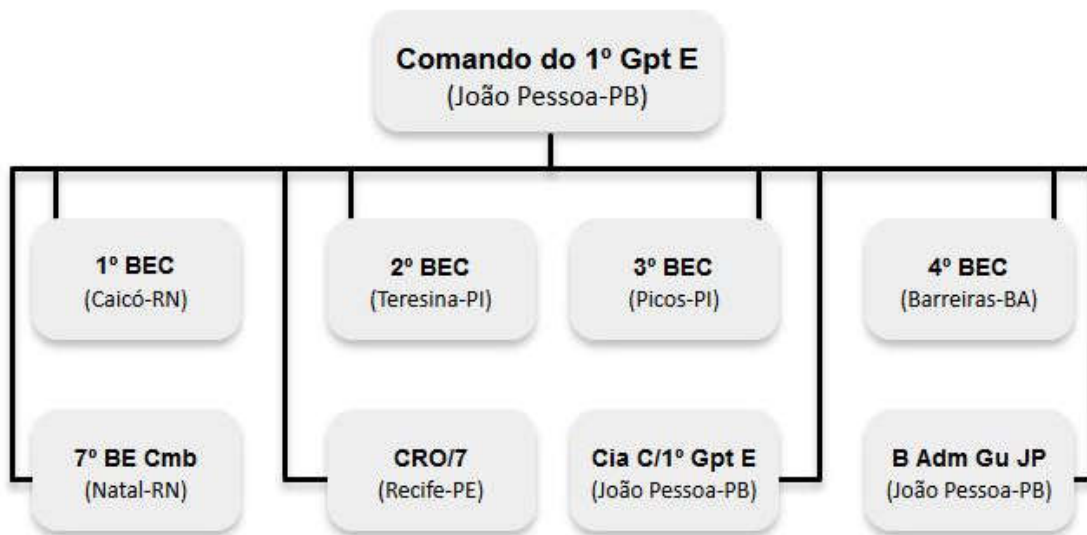 Comando do 1º Gpt E
(João Pessoa-PB)
1º BEC
(Caicó-RN)
2º BEC
(Teresina-PI)
3º BEC
(Picos-PI)
4º BEC
(Barreiras-BA)
7º BE Cmb
(Natal-RN)
CRO/7
(Recife-PE)
Cia C/1º Gpt E
(João Pessoa-PB)
B Adm Gu JP
(João Pessoa-PB)